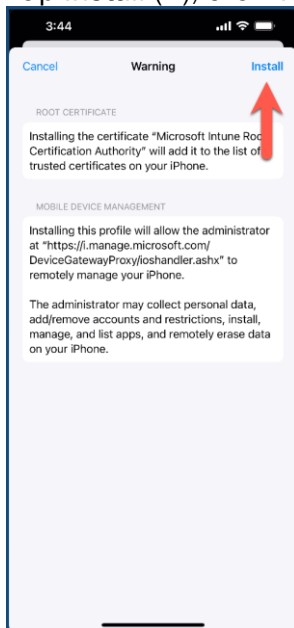 3:44
Cancel Warning Install
ROOT CERTIFICATE
Installing the certificate “Microsoft Intune Root
Certification Authority” will add it to the list of
trusted certificates on your iPhone.
MOBILE DEVICE MANAGEMENT
Installing this profile will allow the administrator
at “https://i.manage.microsoft.com/
DeviceGatewayProxy/ioshandler.ashx” to
remotely manage your iPhone.
The administrator may collect personal data,
add/remove accounts and restrictions, install,
manage, and list apps, and remotely erase data
on your iPhone.